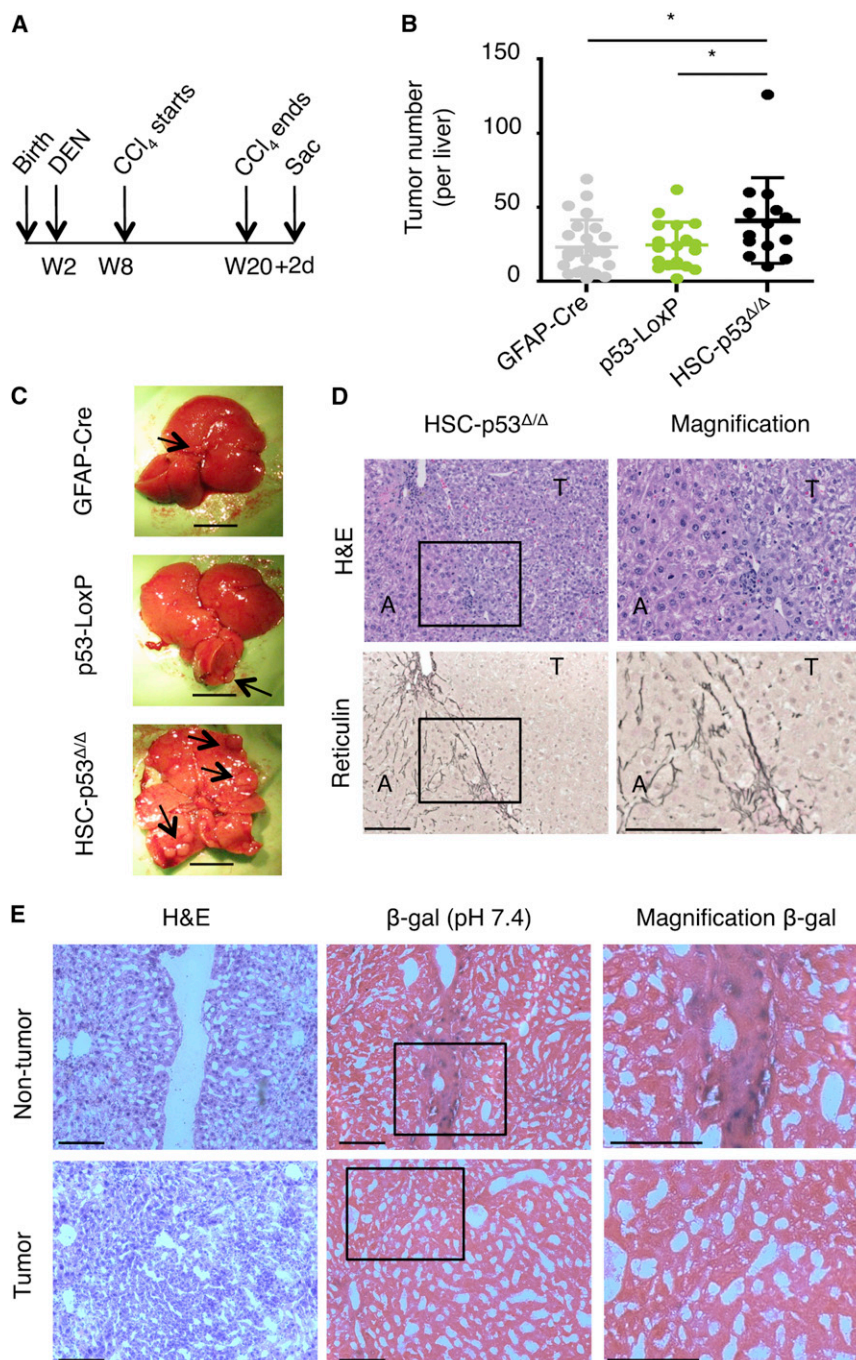 A
Birth
DEN
CCl₄ starts
CCl₄ ends
Sac
W2
W8
W20
+2d
B
*
*
Tumor number
(per liver)
150
100
50
0
GFAP-Cre
p53-LoxP
HSC-p53Δ/Δ
C
GFAP-Cre
p53-LoxP
HSC-p53Δ/Δ
D
HSC-p53Δ/Δ
Magnification
H&E
T
A
T
A
Reticulin
T
A
T
A
E
H&E
β-gal (pH 7.4)
Magnification β-gal
Non-tumor
Tumor